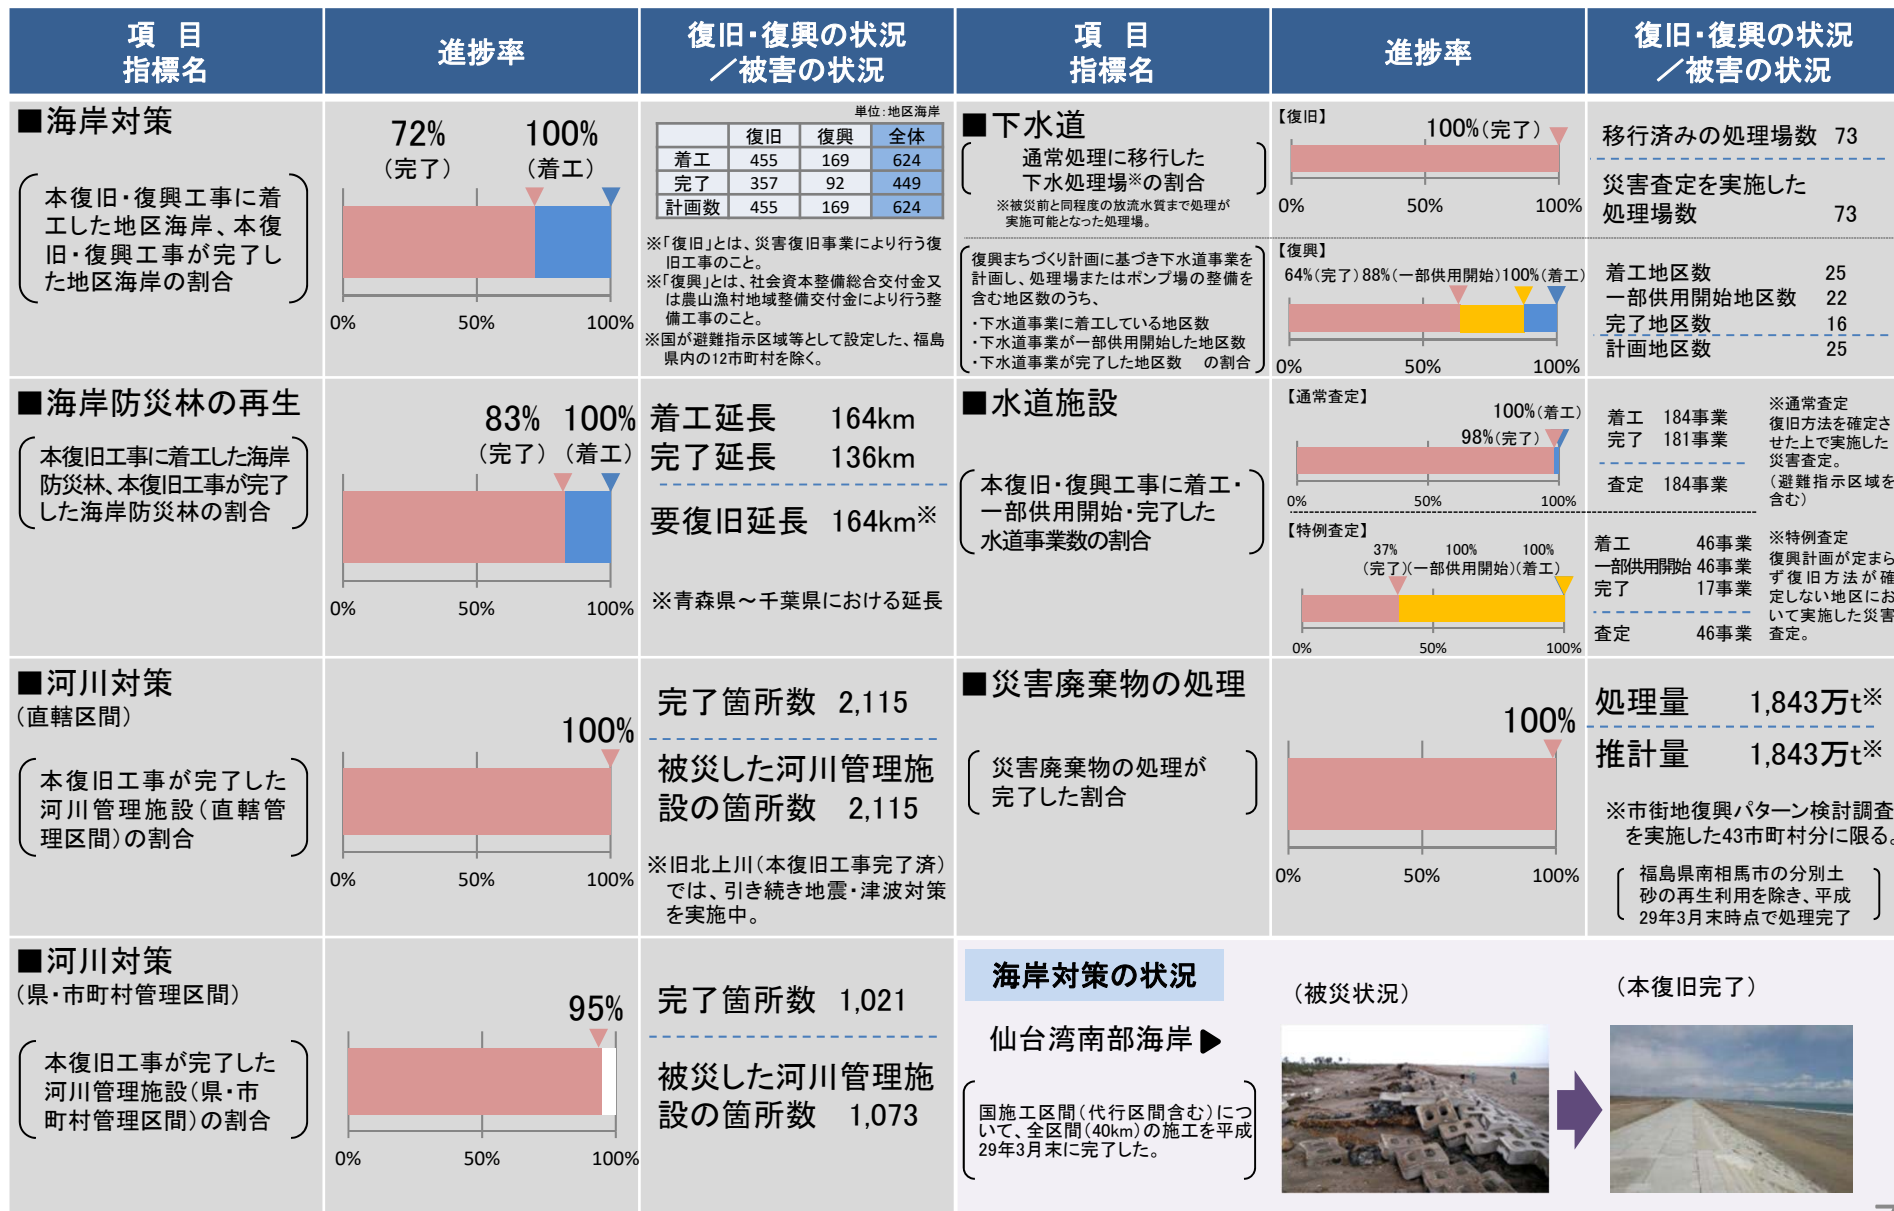 項 目
指標名
進捗率
復旧・復興の状況
／被害の状況
項 目
指標名
進捗率
復旧・復興の状況
／被害の状況
■海岸対策
本復旧・復興工事に着
工した地区海岸、本復
旧・復興工事が完了し
た地区海岸の割合
72% 100%
（完了） （着工）
0% 50% 100%
単位：地区海岸
復旧 復興 全体
着工 455 169 624
完了 357 92 449
計画数 455 169 624
※「復旧」とは、災害復旧事業により行う復
旧工事のこと。
※「復興」とは、社会資本整備総合交付金又
は農山漁村地域整備交付金により行う整
備工事のこと。
※国が避難指示区域等として設定した、福島
県内の12市町村を除く。
■海岸防災林の再生
本復旧工事に着工した海岸
防災林、本復旧工事が完了
した海岸防災林の割合
83% 100%
（完了） （着工）
0% 50% 100%
着工延長 164km
完了延長 136km
要復旧延長 164km※
※青森県～千葉県における延長
■河川対策
（直轄区間）
本復旧工事が完了した
河川管理施設（直轄管
理区間）の割合
100%
0% 50% 100%
完了箇所数 2,115
被災した河川管理施
設の箇所数 2,115
※旧北上川（本復旧工事完了済）
では、引き続き地震・津波対策
を実施中。
■河川対策
（県・市町村管理区間）
本復旧工事が完了した
河川管理施設（県・市
町村管理区間）の割合
95%
0% 50% 100%
完了箇所数 1,021
被災した河川管理施
設の箇所数 1,073
■下水道
通常処理に移行した
下水処理場※の割合
※被災前と同程度の放流水質まで処理が
実施可能となった処理場。
【復旧】
100%（完了）
0% 50% 100%
移行済みの処理場数 73
災害査定を実施した
処理場数 73
復興まちづくり計画に基づき下水道事業を
計画し、処理場またはポンプ場の整備を
含む地区数のうち、
・下水道事業に着工している地区数
・下水道事業が一部供用開始した地区数
・下水道事業が完了した地区数 の割合
【復興】
64%（完了）88%（一部供用開始）100%（着工）
0% 50% 100%
着工地区数 25
一部供用開始地区数 22
完了地区数 16
計画地区数 25
■水道施設
本復旧・復興工事に着工・
一部供用開始・完了した
水道事業数の割合
【通常査定】
100%（着工）
98%（完了）
0% 50% 100%
着工 184事業
完了 181事業
査定 184事業
※通常査定
復旧方法を確定さ
せた上で実施した
災害査定。
（避難指示区域を
含む）
【特例査定】
37% 100% 100%
（完了）（一部供用開始）（着工）
0% 50% 100%
着工 46事業
一部供用開始 46事業
完了 17事業
査定 46事業
※特例査定
復興計画が定まら
ず復旧方法が確
定しない地区にお
いて実施した災害
査定。
■災害廃棄物の処理
災害廃棄物の処理が
完了した割合
100%
0% 50% 100%
処理量 1,843万t※
推計量 1,843万t※
※市街地復興パターン検討調査
を実施した43市町村分に限る。
福島県南相馬市の分別土
砂の再生利用を除き、平成
29年3月末時点で処理完了
海岸対策の状況
仙台湾南部海岸▶
国施工区間（代行区間含む）につ
いて、全区間（40km）の施工を平成
29年3月末に完了した。
（被災状況）
（本復旧完了）